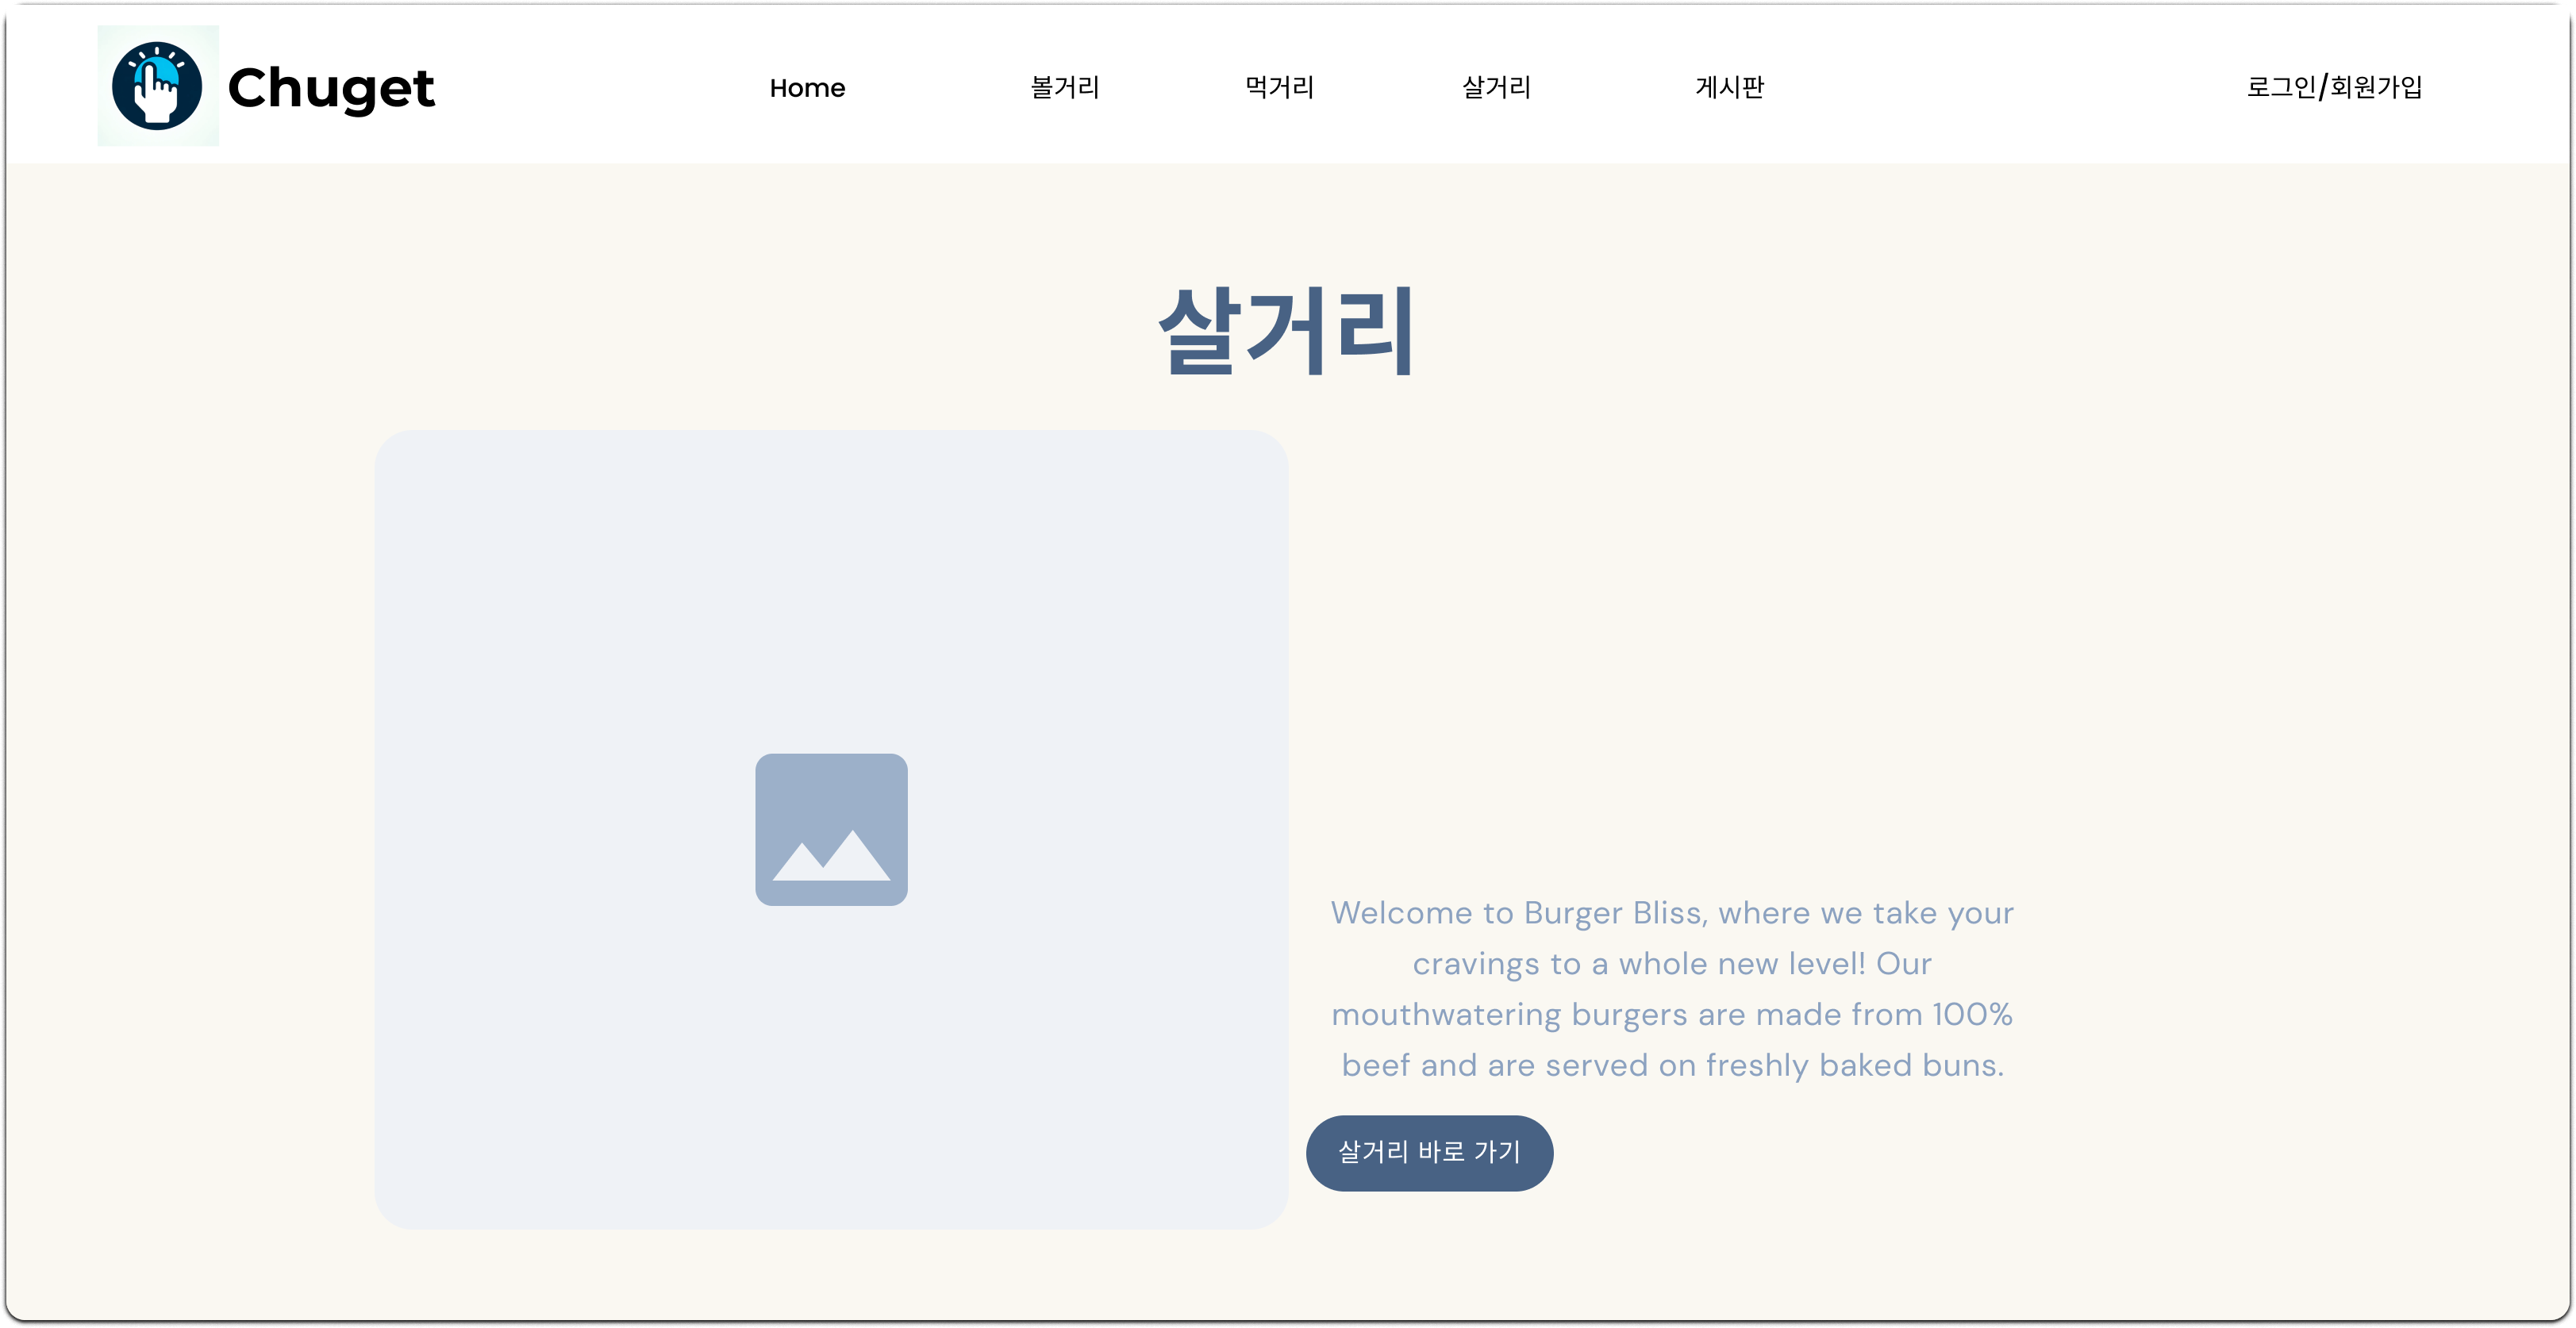 Chuget
Home
볼거리
먹거리
살거리
게시판
로그인/회원가입
살거리
Welcome to Burger Bliss, where we take your
cravings to a whole new level! Our
mouthwatering burgers are made from 100%
beef and are served on freshly baked buns.
살거리 바로 가기